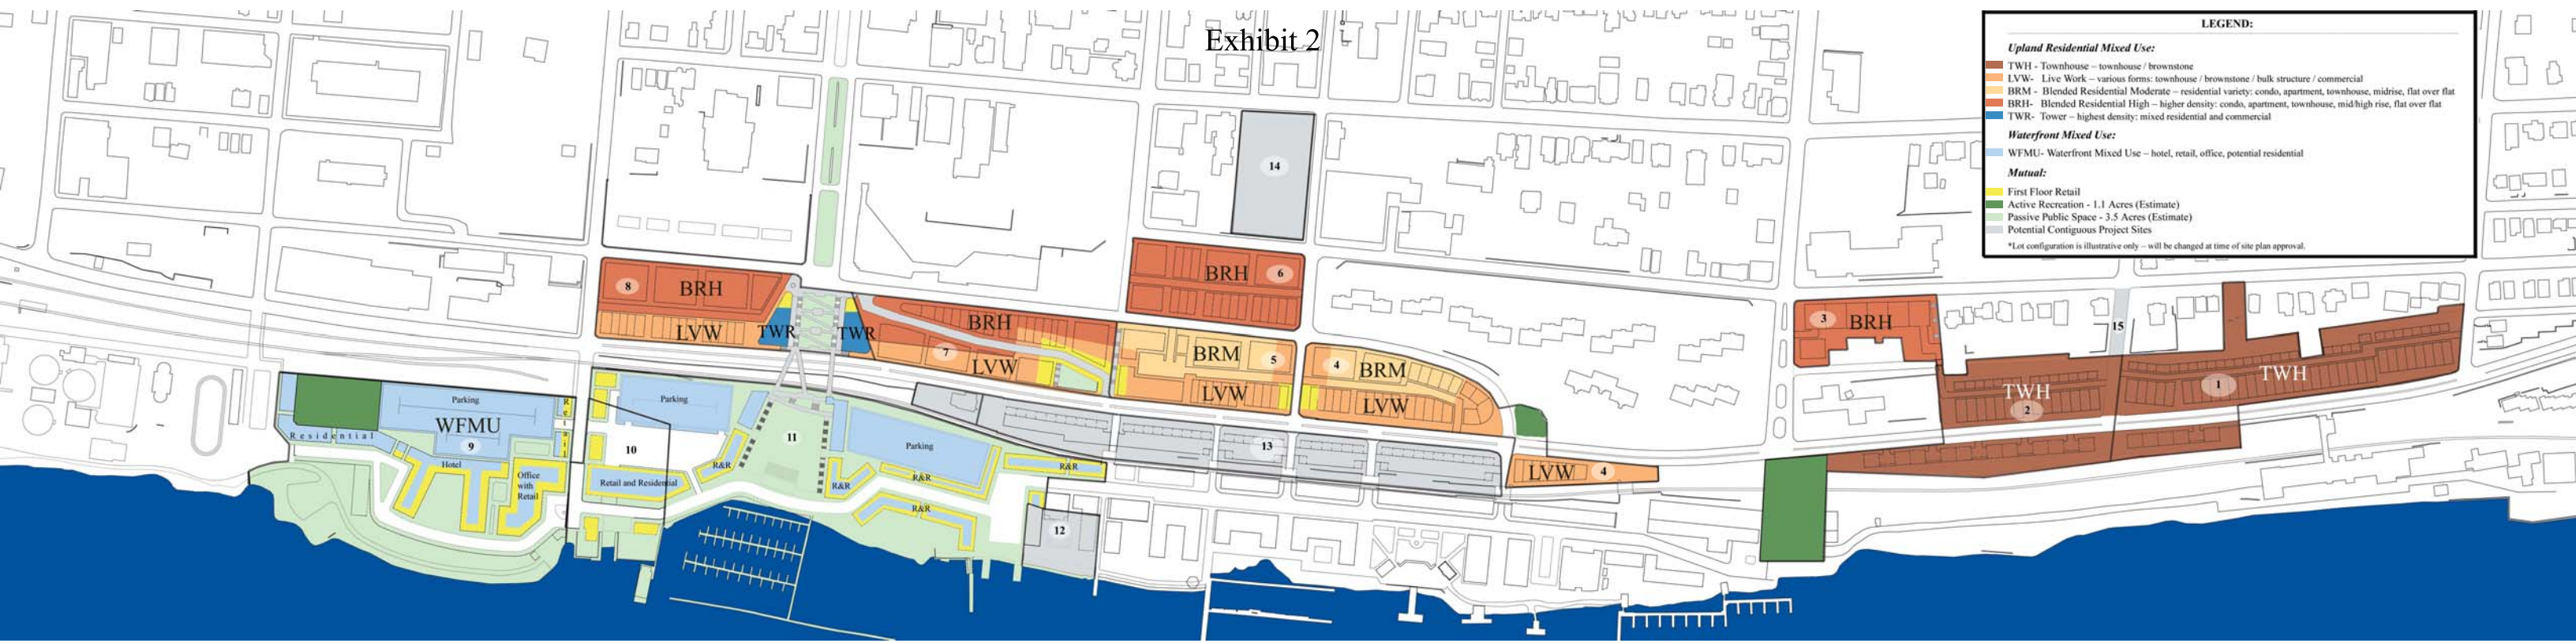 Exhibit 2
LEGEND:
Upland Residential Mixed Use:
TWH - Townhouse – townhouse / brownstone
LVW- Live Work – various forms: townhouse / brownstone / bulk structure / commercial
BRM - Blended Residential Moderate – residential variety: condo, apartment, townhouse, midrise, flat over flat
BRH- Blended Residential High – higher density: condo, apartment, townhouse, mid/high rise, flat over flat
TWR- Tower – highest density: mixed residential and commercial
Waterfront Mixed Use:
WFMU- Waterfront Mixed Use – hotel, retail, office, potential residential
Mutual:
First Floor Retail
Active Recreation - 1.1 Acres (Estimate)
Passive Public Space - 3.5 Acres (Estimate)
Potential Contiguous Project Sites
*Lot configuration is illustrative only – will be changed at time of site plan approval.
14
BRH 6
8 BRH
LVW
TWR
TWR
BRH
7
LVW
BRM 5
LVW
4 BRM
LVW
3 BRH
15
TWH
2
1
TWH
Parking
WFMU
9
Residential
Hotel
Office
with
Retail
Retail
Parking
10
Retail and Residential
R&R
11
Parking
R&R
R&R
R&R
R&R
12
13
LVW 4